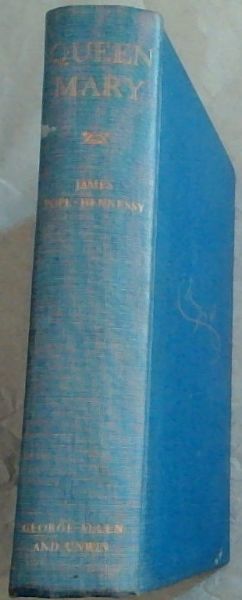 QUEEN
MARY
JAMES
POPE-HENNESSY
GEORGE ALLEN
AND UNWIN